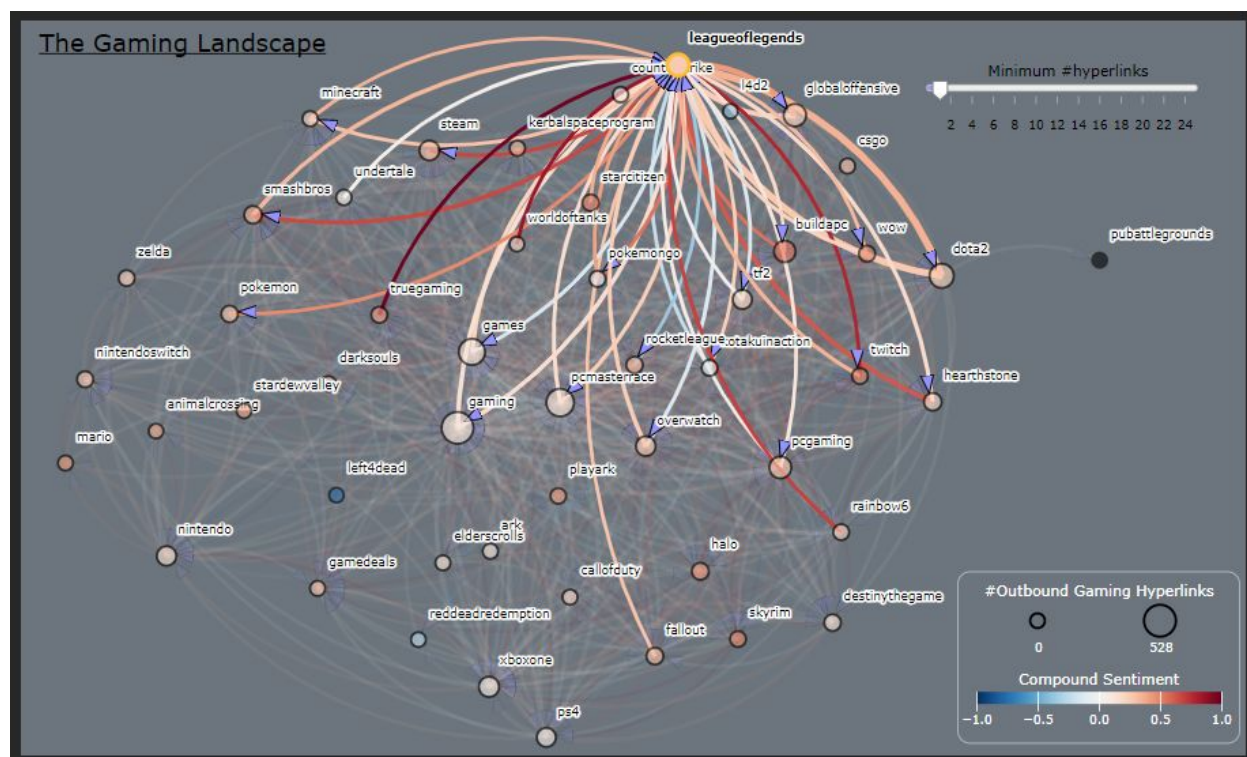 The Gaming Landscape
leagueoflegends
Minimum #hyperlinks
2 4 6 8 10 12 14 16 18 20 22 24
l4d2
globaloffensive
minecraft
steam
kerbalspaceprogram
csgo
undertale
smashbros
starcitizen
worldoftanks
buildapc
wow
pubattlegrounds
zelda
pokemongo
dota2
tf2
pokemon
truegaming
games
rocketleague
otakuinaction
twitch
nintendoswitch
darksouls
hearthstone
stardewvalley
pcmasterrace
animalcrossing
gaming
overwatch
mario
pcgaming
left4dead
playark
rainbow6
nintendo
ark
elderscrolls
halo
gamedeals
callofduty
#Outbound Gaming Hyperlinks
0 528
Compound Sentiment
−1.0 −0.5 0.0 0.5 1.0
destinythegame
reddeadredemption
skyrim
fallout
xboxone
ps4